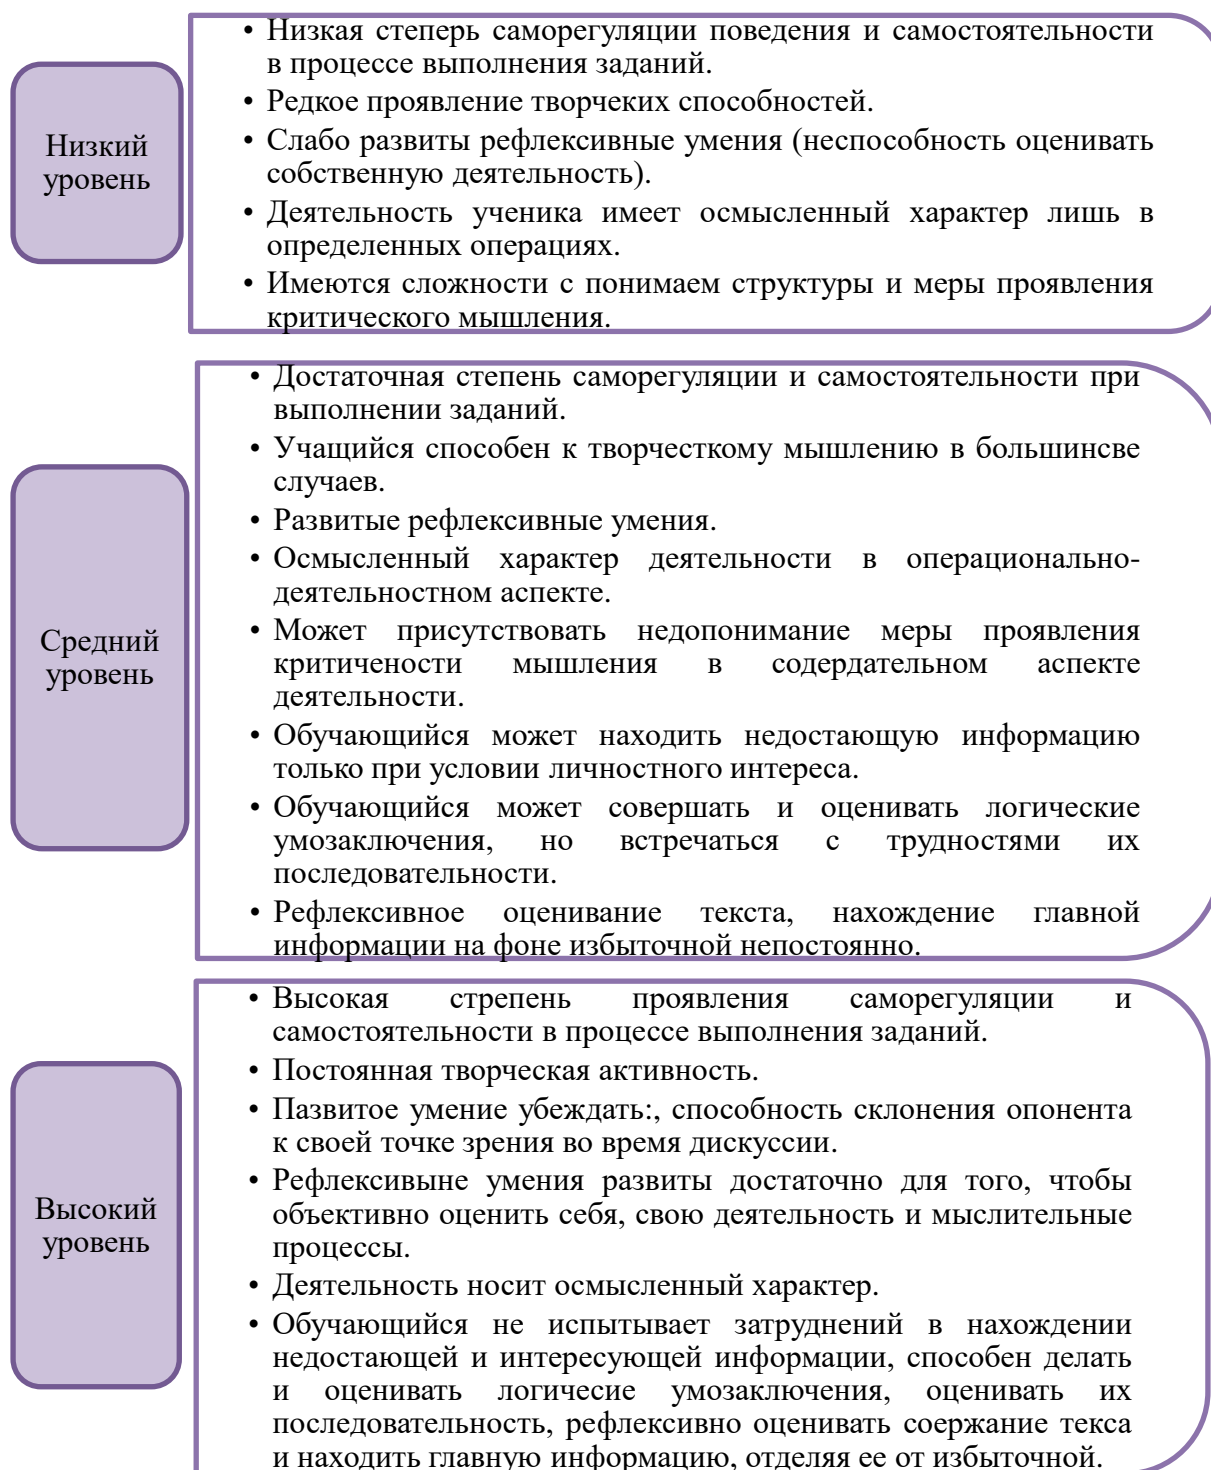 Низкий
уровень
• Низкая степерь саморегуляции поведения и самостоятельности
в процессе выполнения заданий.
• Редкое проявление творчеких способностей.
• Слабо развиты рефлексивные умения (неспособность оценивать
собственную деятельность).
• Деятельность ученика имеет осмысленный характер лишь в
определенных операциях.
• Имеются сложности с понимаем структуры и меры проявления
критического мышления.
Средний
уровень
• Достаточная степень саморегуляции и самостоятельности при
выполнении заданий.
• Учащийся способен к творчесткому мышлению в большинсве
случаев.
• Развитые рефлексивные умения.
• Осмысленный характер деятельности в операционально-
деятельностном аспекте.
• Может присутствовать недопонимание меры проявления
критичености мышления в содердательном аспекте
деятельности.
• Обучающийся может находить недостающую информацию
только при условии личностного интереса.
• Обучающийся может совершать и оценивать логические
умозаключения, но встречаться с трудностями их
последовательности.
• Рефлексивное оценивание текста, нахождение главной
информации на фоне избыточной непостоянно.
Высокий
уровень
• Высокая стрепень проявления саморегуляции и
самостоятельности в процессе выполнения заданий.
• Постоянная творческая активность.
• Пазвитое умение убеждать:, способность склонения опонента
к своей точке зрения во время дискуссии.
• Рефлексивыне умения развиты достаточно для того, чтобы
объективно оценить себя, свою деятельность и мыслительные
процессы.
• Деятельность носит осмысленный характер.
• Обучающийся не испытывает затруднений в нахождении
недостающей и интересующей информации, способен делать
и оценивать логичесие умозаключения, оценивать их
последовательность, рефлексивно оценивать соержание текса
и находить главную информацию, отделяя ее от избыточной.